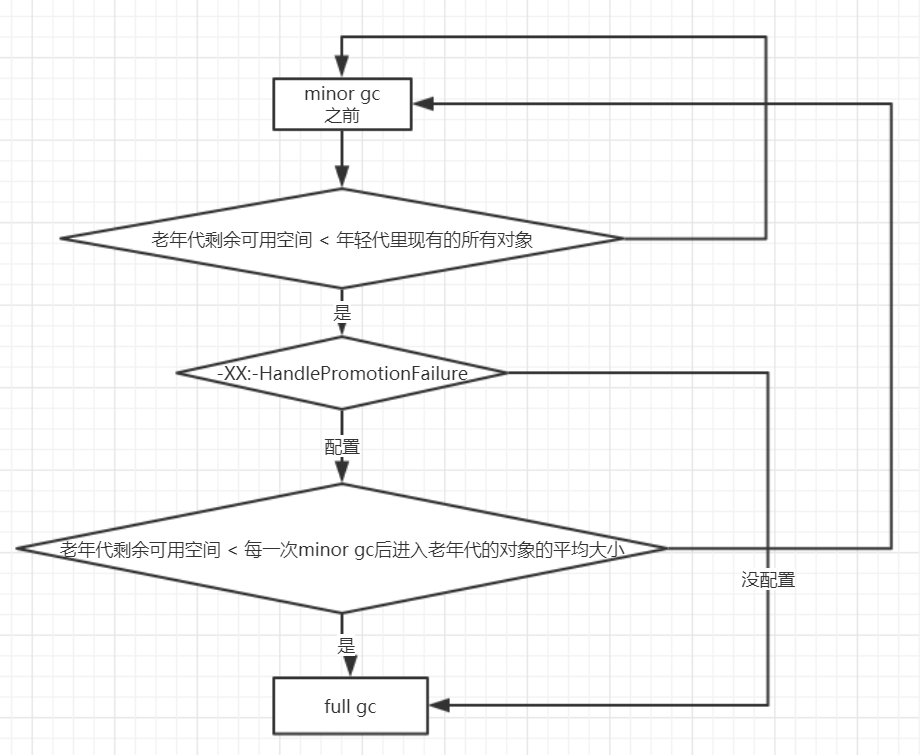 minor gc
之前
老年代剩余可用空间 < 年轻代里现有的所有对象
是
-XX:-HandlePromotionFailure
配置
老年代剩余可用空间 < 每一次minor gc后进入老年代的对象的平均大小
没配置
是
full gc